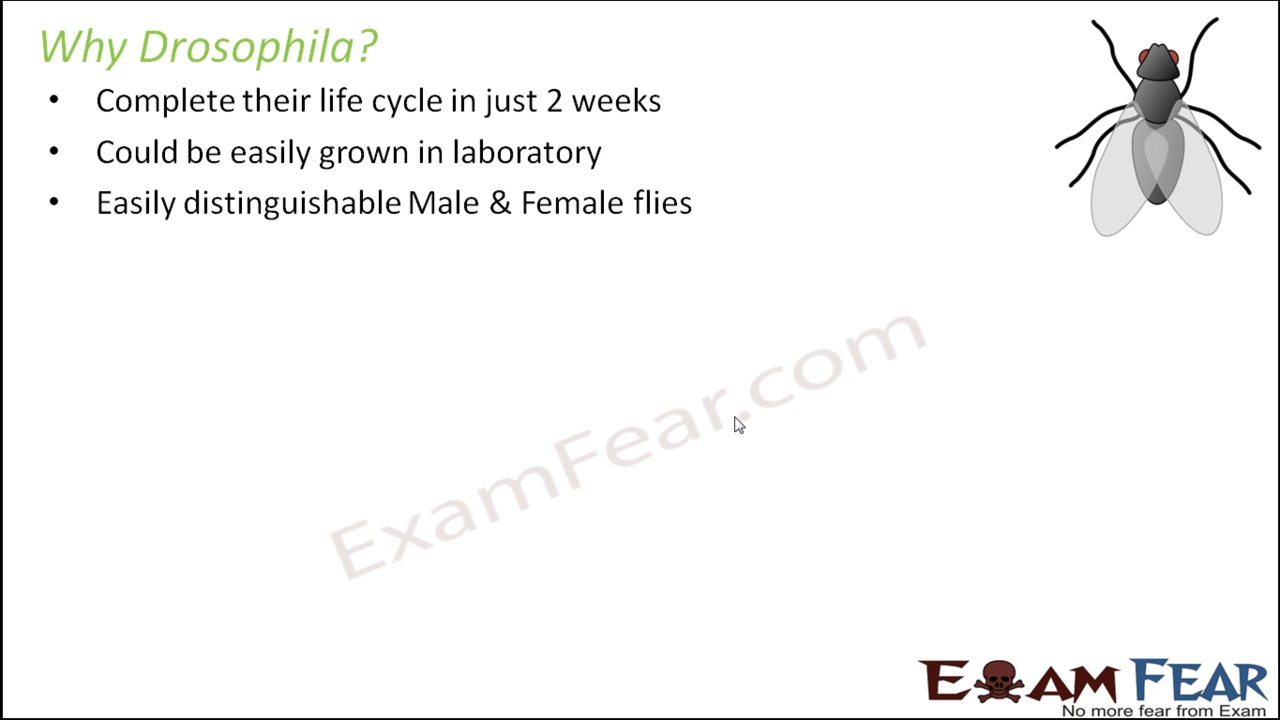 Why Drosophila?
• Complete their life cycle in just 2 weeks
• Could be easily grown in laboratory
• Easily distinguishable Male & Female flies
ExamFear.com
EXAM FEAR
No more fear from Exam